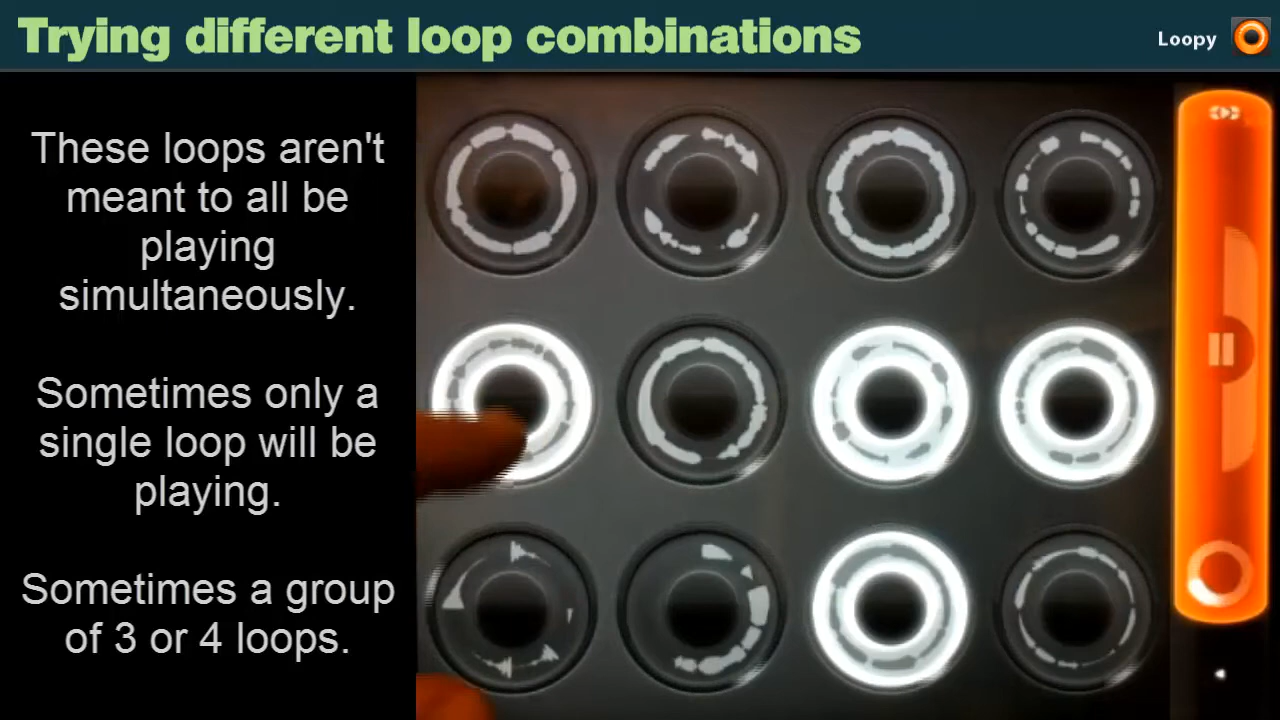 Trying different loop combinations
Loopy
These loops aren't
meant to all be
playing
simultaneously.
Sometimes only a
single loop will be
playing.
Sometimes a group
of 3 or 4 loops.